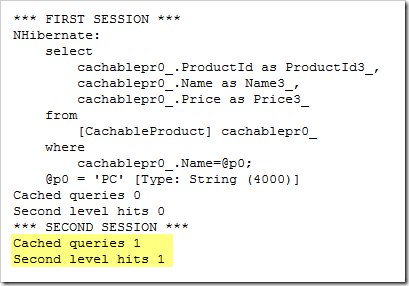 *** FIRST SESSION ***
NHibernate:
    select
        cachablepr0_.ProductId as ProductId3_,
        cachablepr0_.Name as Name3_,
        cachablepr0_.Price as Price3_
    from
        [CachableProduct] cachablepr0_
    where
        cachablepr0_.Name=@p0;
    @p0 = 'PC' [Type: String (4000)]
Cached queries 0
Second level hits 0
*** SECOND SESSION ***
Cached queries 1
Second level hits 1